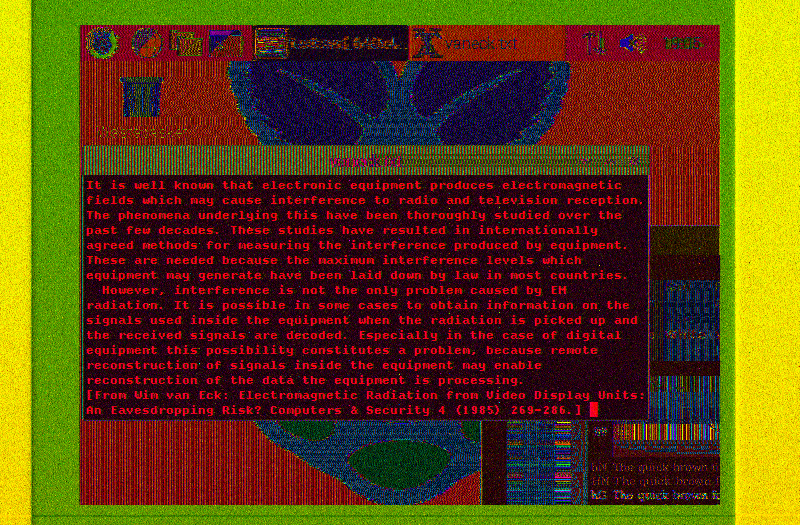 vaneck.txt
It is well known that electronic equipment produces electromagnetic
fields which may cause interference to radio and television reception.
The phenomena underlying this have been thoroughly studied over the
past few decades. These studies have resulted in internationally
agreed methods for measuring the interference produced by equipment.
These are needed because the maximum interference levels which
equipment may generate have been laid down by law in most countries.
However, interference is not the only problem caused by EM
radiation. It is possible in some cases to obtain information on the
signals used inside the equipment when the radiation is picked up and
the received signals are decoded. Especially in the case of digital
equipment this possibility constitutes a problem, because remote
reconstruction of signals inside the equipment may enable
reconstruction of the data the equipment is processing.
[From Wim van Eck: Electromagnetic Radiation from Video Display Units:
An Eavesdropping Risk? Computers & Security 4 (1985) 269-286.]
The quick brown
The quick brown
The quick brown